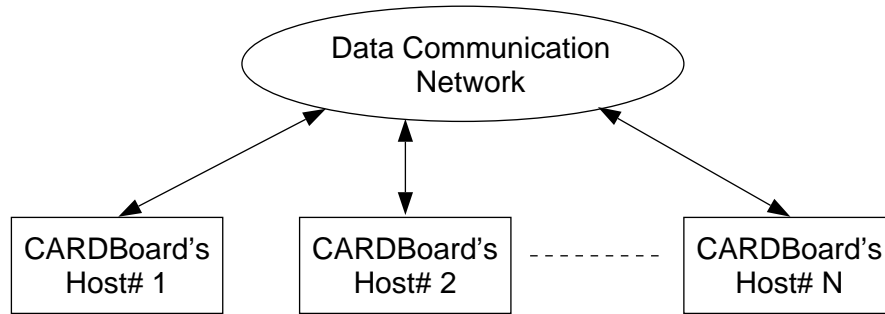 Data Communication
Network
CARDBoard's
Host# 1
CARDBoard's
Host# 2
CARDBoard's
Host# N